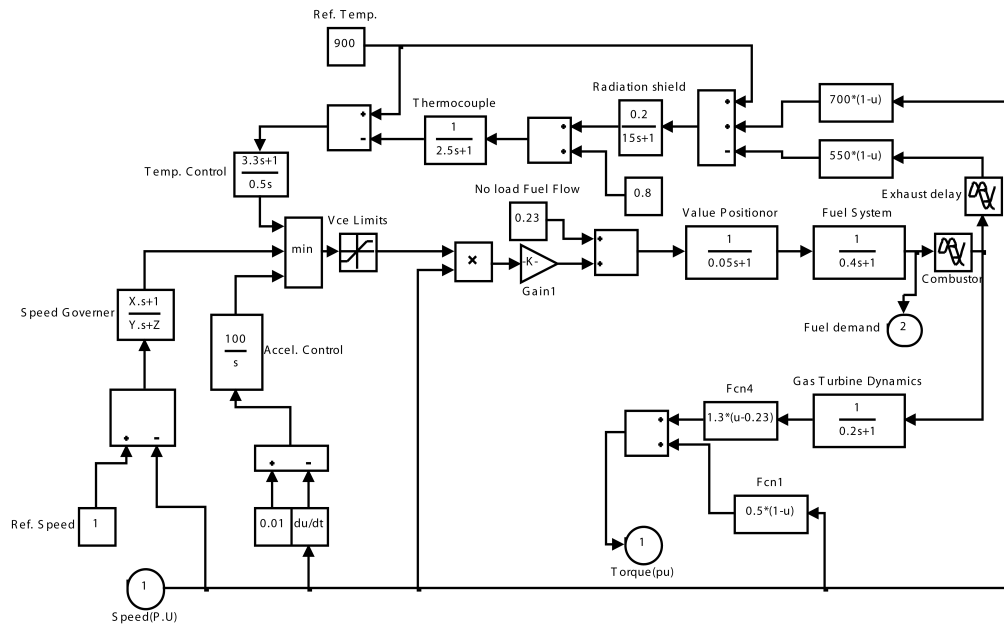 Ref. Temp.
900
Radiation shield
0.2
15s+1
700*(1-u)
Thermocouple
1
2.5s+1
550*(1-u)
Temp. Control
3.3s+1
0.5s
0.8
Exhaust delay
No load Fuel Flow
0.23
Value Positionor
1
0.05s+1
Fuel System
1
0.4s+1
Combustor
Vce Limits
min
×
-K-
Gain1
Speed Governer
X.s+1
Y.s+Z
100
s
Accel. Control
Fuel demand
2
Gas Turbine Dynamics
1
0.2s+1
Fcn4
1.3*(u-0.23)
Fcn1
0.5*(1-u)
Ref. Speed
1
0.01
du/dt
1
Torque(pu)
1
Speed(P.U)